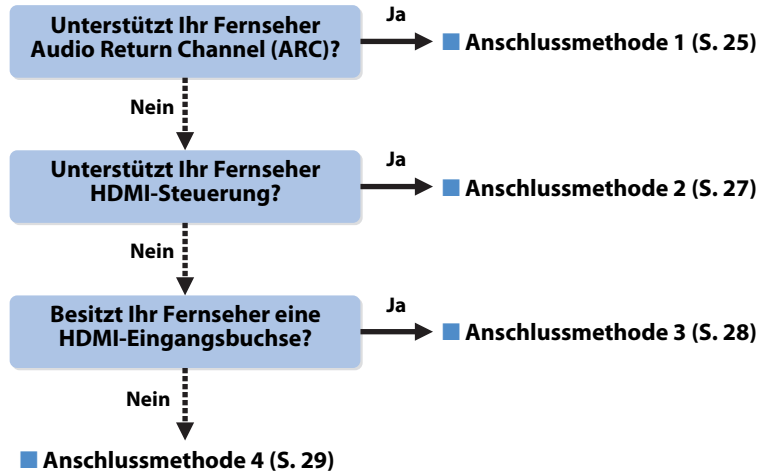 Unterstützt Ihr Fernseher
Audio Return Channel (ARC)?
Ja
■ Anschlussmethode 1 (S. 25)
Nein
Unterstützt Ihr Fernseher
HDMI-Steuerung?
Ja
■ Anschlussmethode 2 (S. 27)
Nein
Besitzt Ihr Fernseher eine
HDMI-Eingangsbuchse?
Ja
■ Anschlussmethode 3 (S. 28)
Nein
■ Anschlussmethode 4 (S. 29)